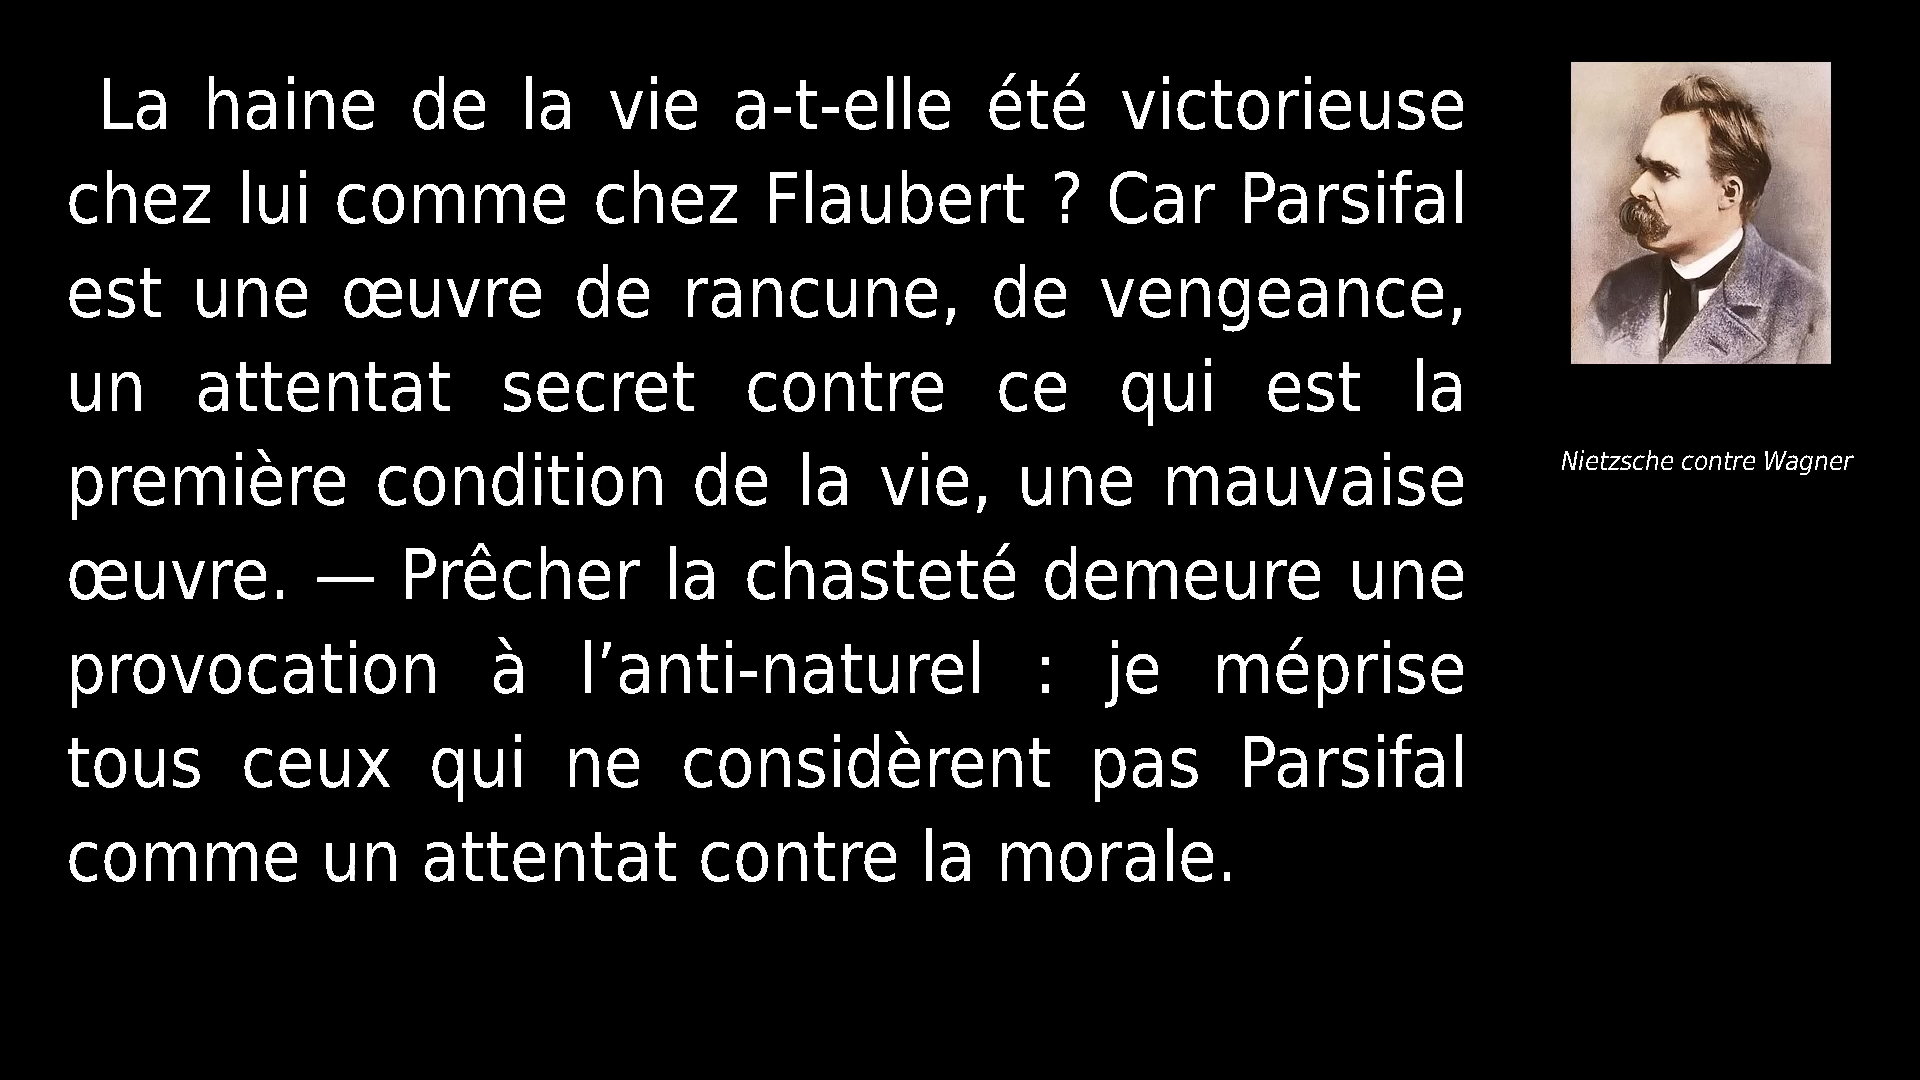 La haine de la vie a-t-elle été victorieuse
chez lui comme chez Flaubert ? Car Parsifal
est une œuvre de rancune, de vengeance,
un attentat secret contre ce qui est la
première condition de la vie, une mauvaise
œuvre. — Prêcher la chasteté demeure une
provocation à l’anti-naturel : je méprise
tous ceux qui ne considèrent pas Parsifal
comme un attentat contre la morale.
Nietzsche contre Wagner